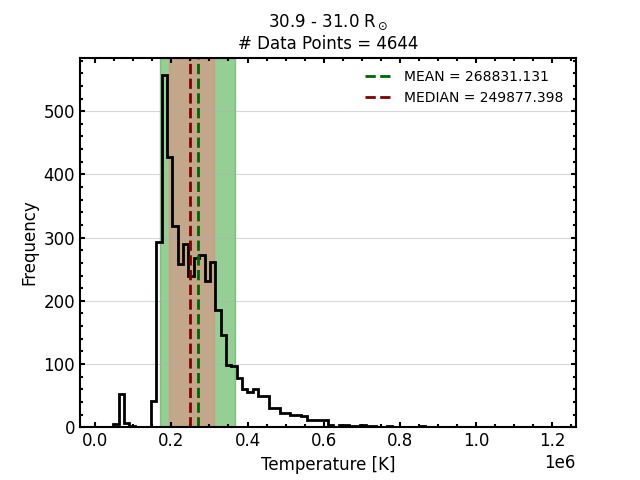 30.9 - 31.0 R⊙
# Data Points = 4644
MEAN = 268831.131
MEDIAN = 249877.398
Frequency
500
400
300
200
100
0
0.0 0.2 0.4 0.6 0.8 1.0 1.2
1e6
Temperature [K]